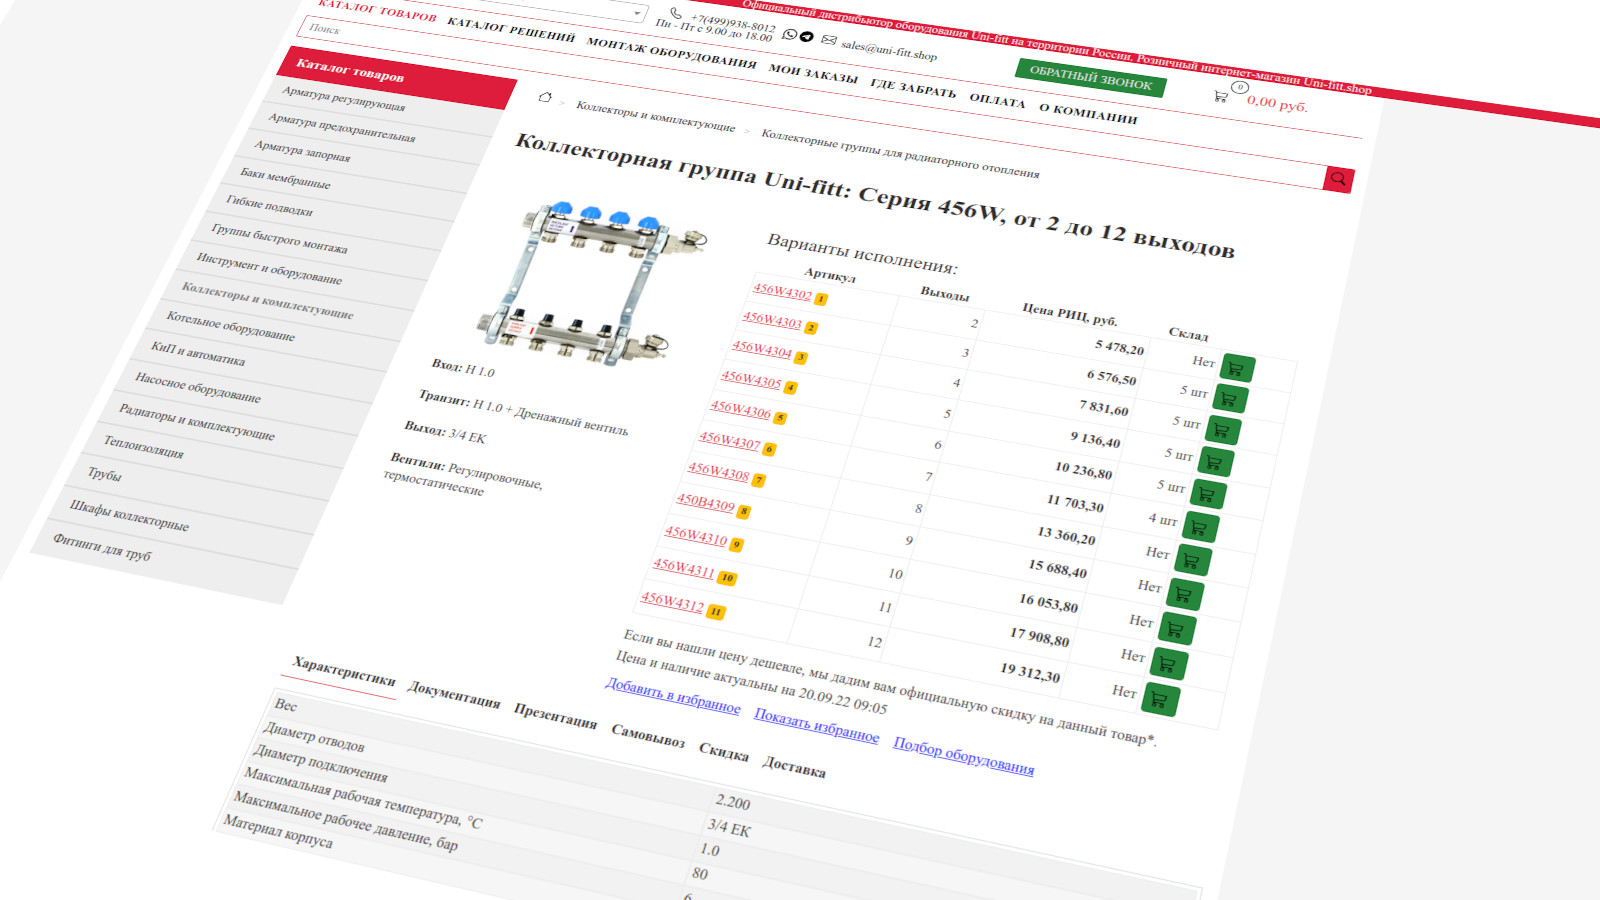 Официальный дистрибьютор оборудования Uni-fitt на территории России. Розничный интернет-магазин Uni-fitt.shop
+7(499)938-8012
Пн - Пт с 9.00 до 18.00
sales@uni-fitt.shop
ОБРАТНЫЙ ЗВОНОК
0
0,00 руб.
КАТАЛОГ ТОВАРОВ КАТАЛОГ РЕШЕНИЙ МОНТАЖ ОБОРУДОВАНИЯ МОИ ЗАКАЗЫ ГДЕ ЗАБРАТЬ ОПЛАТА О КОМПАНИИ
Поиск
Каталог товаров
Арматура регулирующая
Арматура предохранительная
Арматура запорная
Баки мембранные
Гибкие подводки
Группы быстрого монтажа
Инструмент и оборудование
Коллекторы и комплектующие
Котельное оборудование
КиП и автоматика
Насосное оборудование
Радиаторы и комплектующие
Теплоизоляция
Трубы
Шкафы коллекторные
Фитинги для труб
> Коллекторы и комплектующие > Коллекторные группы для радиаторного отопления
Коллекторная группа Uni-fitt: Серия 456W, от 2 до 12 выходов
Вход: Н 1.0
Транзит: Н 1.0 + Дренажный вентиль
Выход: 3/4 ЕК
Вентили: Регулировочные,
термостатические
Варианты исполнения:
Артикул Выходы Цена РИЦ, руб. Склад
456W4302 1 2 5 478,20 Нет
456W4303 2 3 6 576,50 5 шт
456W4304 3 4 7 831,60 5 шт
456W4305 4 5 9 136,40 5 шт
456W4306 5 6 10 236,80 5 шт
456W4307 6 7 11 703,30 4 шт
456W4308 7 8 13 360,20 Нет
450B4309 8 9 15 688,40 Нет
456W4310 9 10 16 053,80 Нет
456W4311 10 11 17 908,80 Нет
456W4312 11 12 19 312,30 Нет
Если вы нашли цену дешевле, мы дадим вам официальную скидку на данный товар*.
Цена и наличие актуальны на 20.09.22 09:05
Добавить в избранное Показать избранное Подбор оборудования
Характеристики Документация Презентация Самовывоз Скидка Доставка
Вес 2.200
Диаметр отводов 3/4 ЕК
Диаметр подключения 1.0
Максимальная рабочая температура, °С 80
Максимальное рабочее давление, бар 6
Материал корпуса